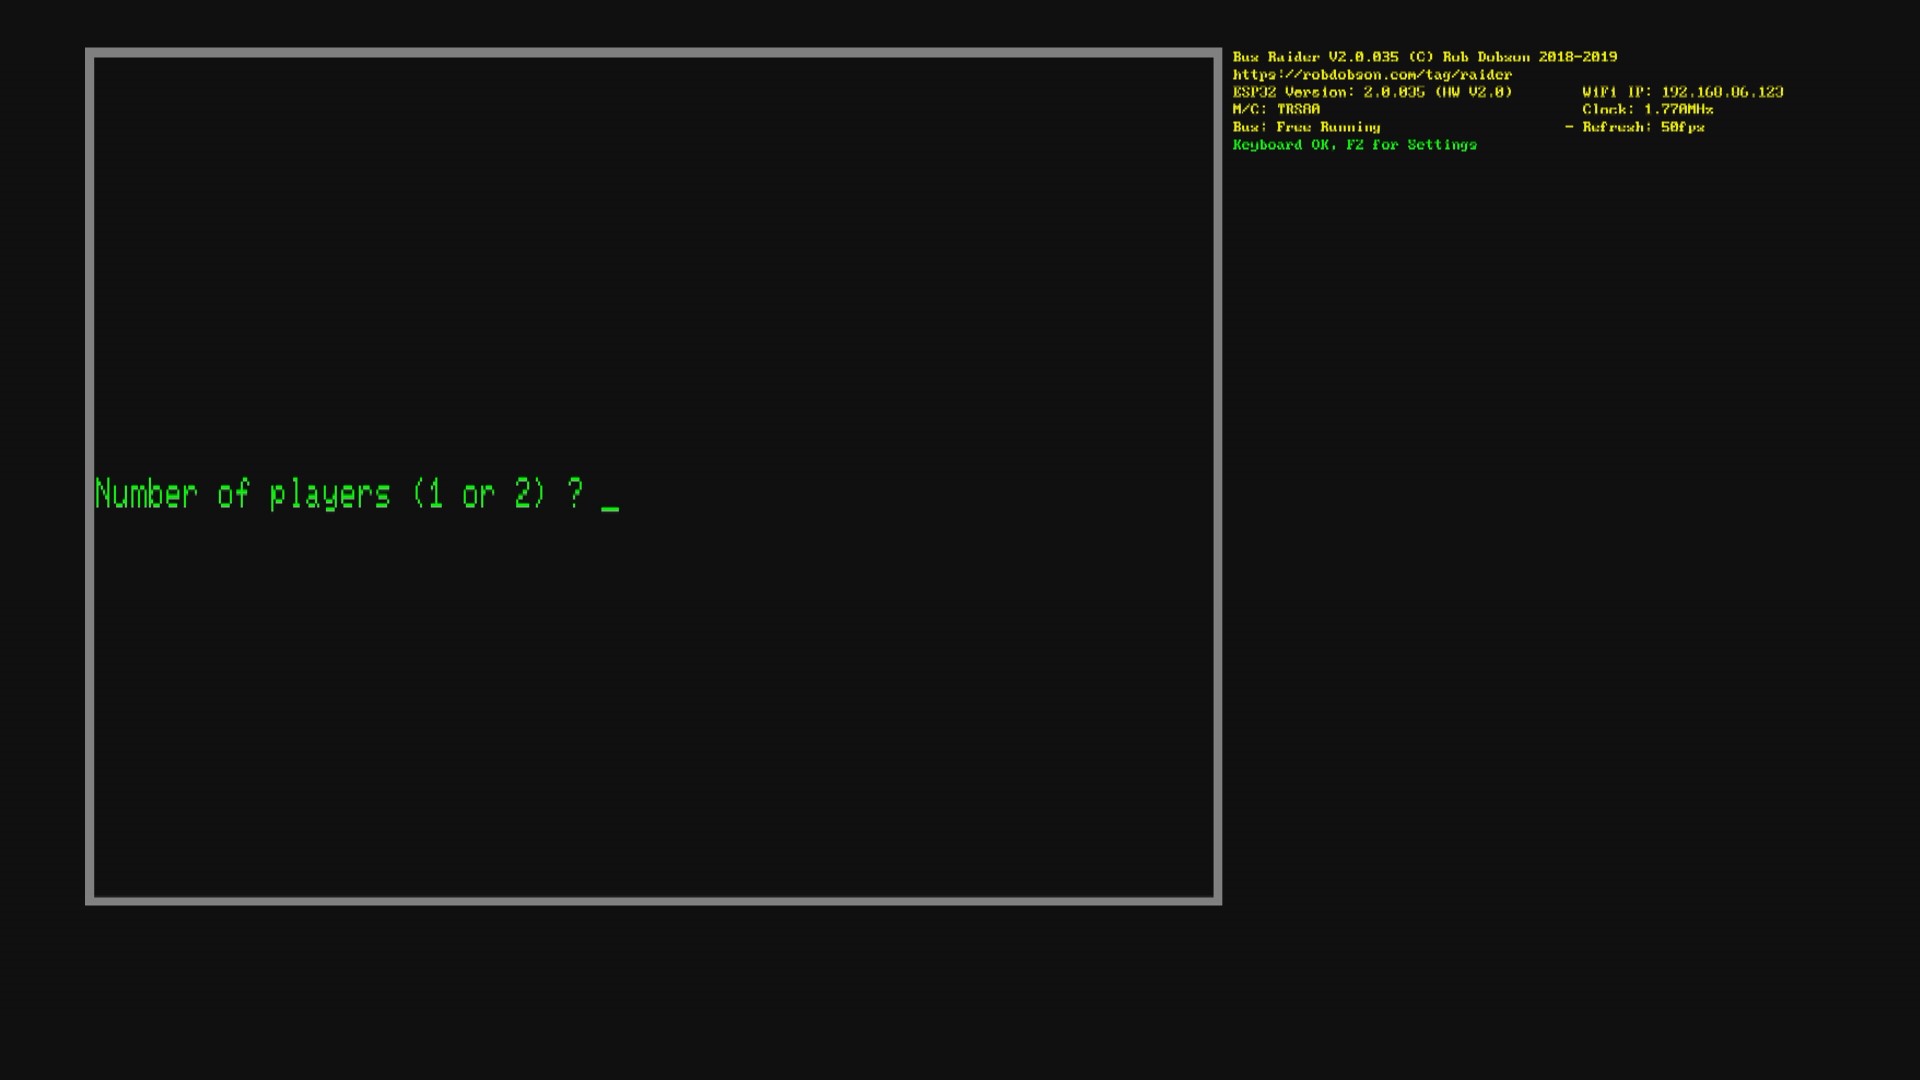 Bus Raider V2.0.035 (C) Rob Dobson 2018-2019
https://robdobson.com/tag/raider
ESP32 Version: 2.0.035 (HW V2.0) WiFi IP: 192.168.86.123
M/C: TRS80 Clock: 1.770MHz
Bus: Free Running - Refresh: 50fps
Keyboard OK, F2 for Settings
Number of players (1 or 2) ? _